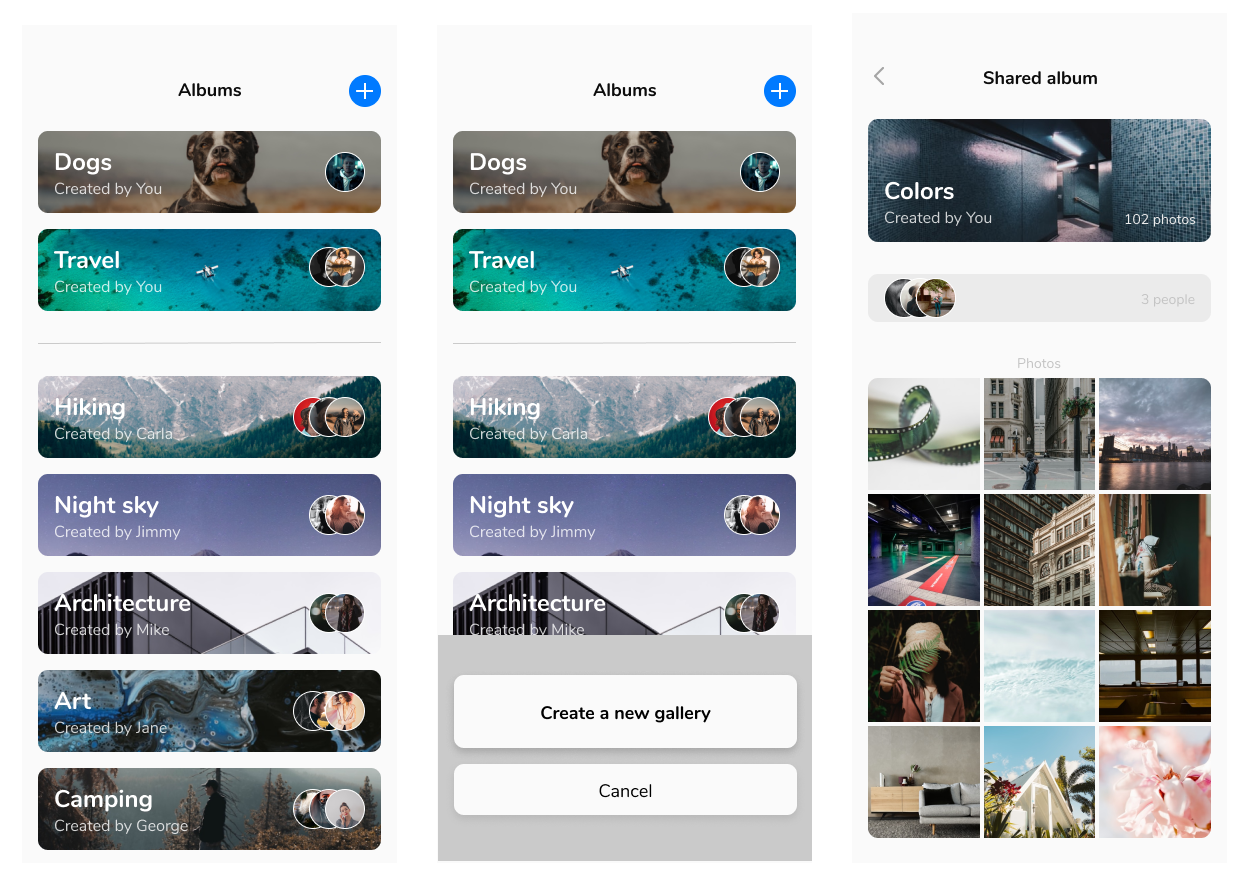 Albums
Dogs
Created by You
Travel
Created by You
Hiking
Created by Carla
Night sky
Created by Jimmy
Architecture
Created by Mike
Art
Created by Jane
Camping
Created by George
Albums
Dogs
Created by You
Travel
Created by You
Hiking
Created by Carla
Night sky
Created by Jimmy
Architecture
Created by Mike
Create a new gallery
Cancel
Shared album
Colors
Created by You
102 photos
3 people
Photos